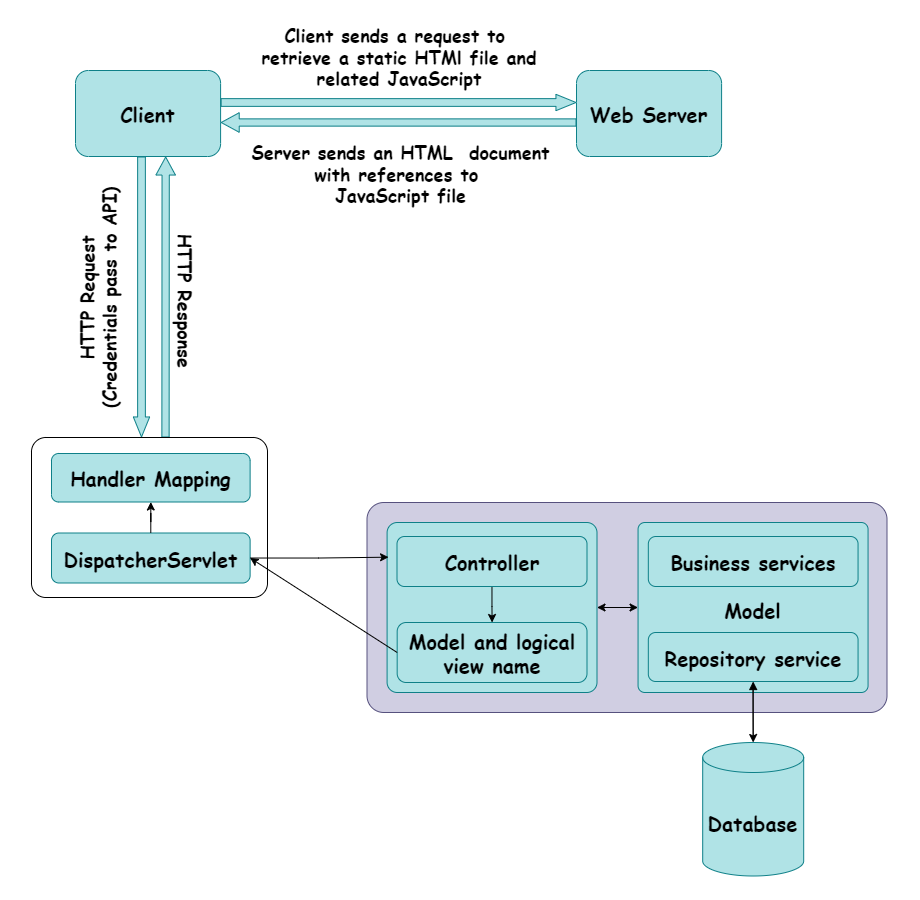 Client sends a request to
retrieve a static HTMl file and
related JavaScript
Client
Web Server
Server sends an HTML document
with references to
JavaScript file
HTTP Request
(Credentials pass to API)
HTTP Response
Handler Mapping
DispatcherServlet
Controller
Model and logical
view name
Business services
Model
Repository service
Database